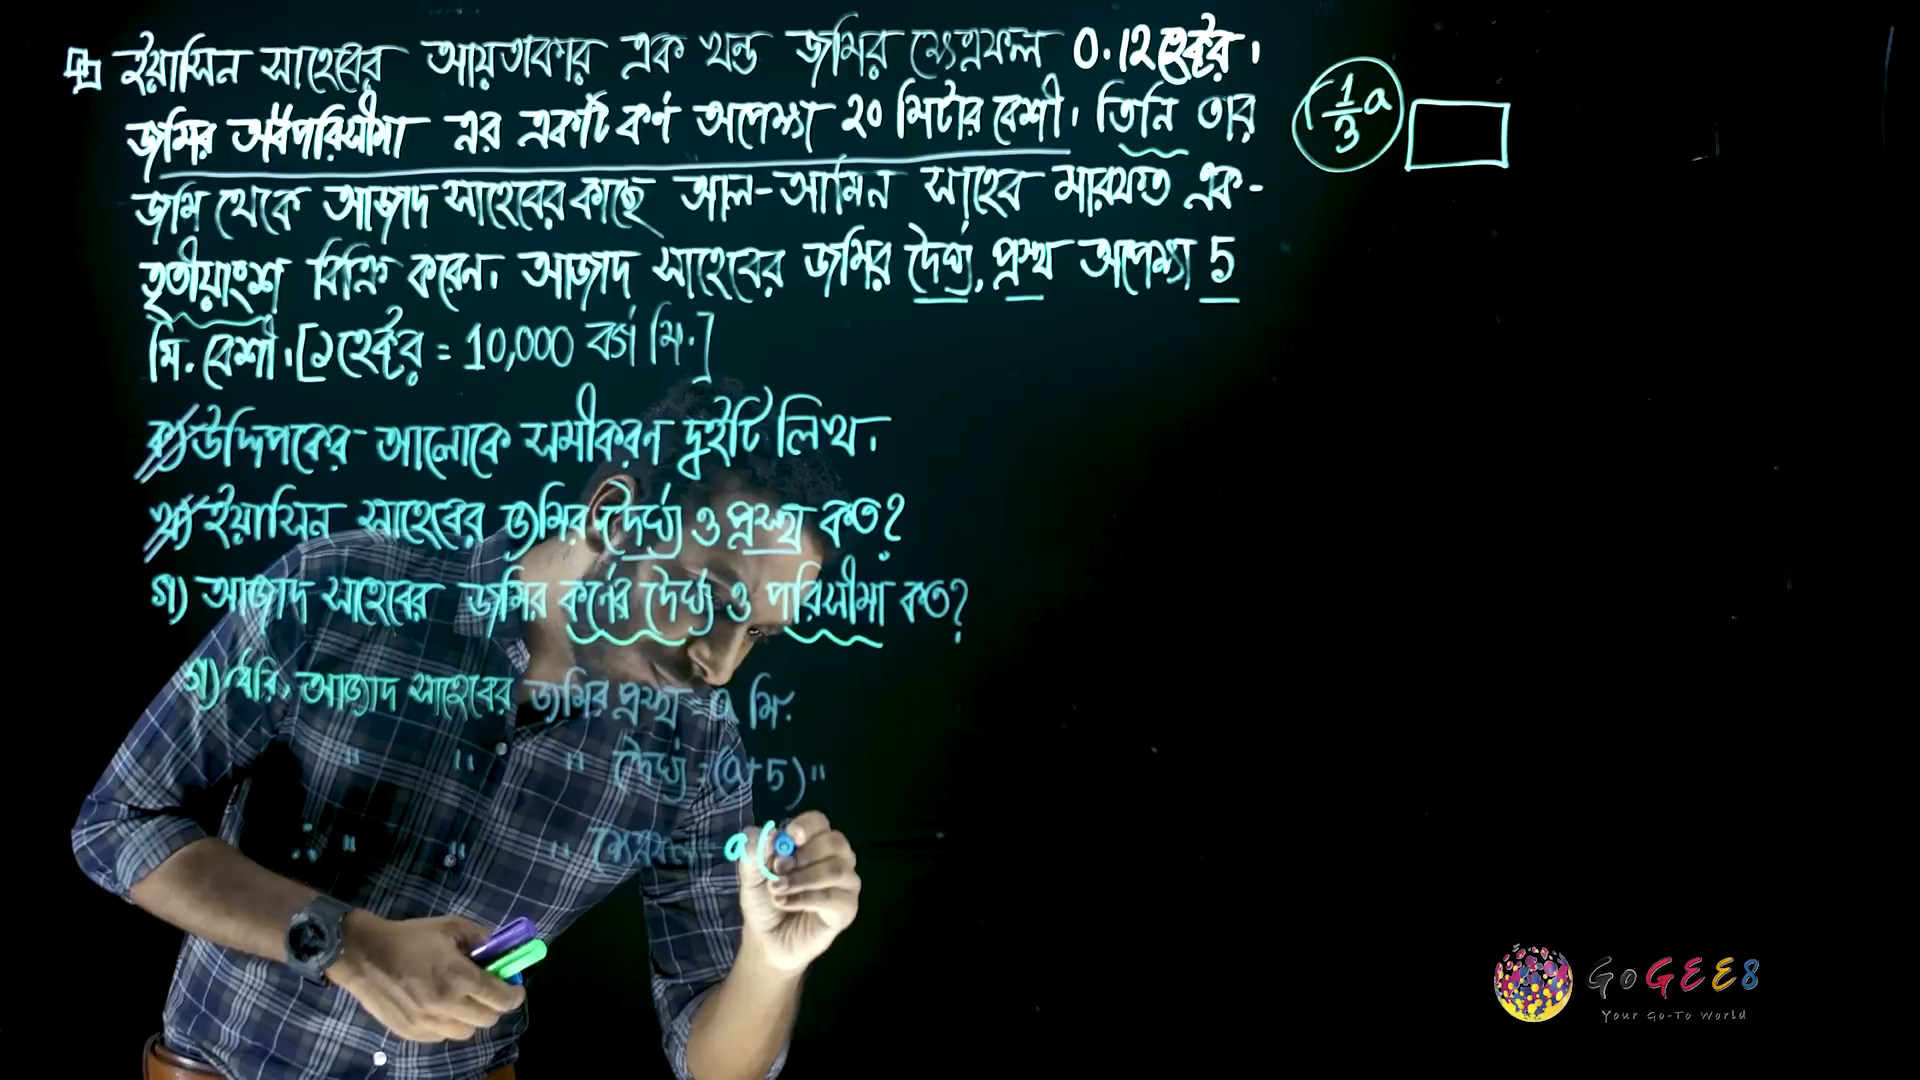 ইয়াসিন সাহেবের আয়তাকার এক খন্ড জমির ক্ষেত্রফল 0.12 হেক্টর।
জমির অর্ধপরিসীমা এর একটি কর্ণ অপেক্ষা ২০ মিটার বেশী। তিনি তার
জমি থেকে আজাদ সাহেবের কাছে আল-আমিন সাহেব মারফত এক-
তৃতীয়াংশ বিক্রি করেন। আজাদ সাহেবের জমির দৈর্ঘ্য, প্রস্থ অপেক্ষা 5
মি. বেশী। [১ হেক্টর = 10,000 বর্গ মি.]
ক) উদ্দিপকের আলোকে সমীকরণ দুইটি লিখ।
খ) ইয়াসিন সাহেবের জমির দৈর্ঘ্য ও প্রস্থ কত?
গ) আজাদ সাহেবের জমির কর্ণের দৈর্ঘ্য ও পরিসীমা কত?
গ) ধরি, আজাদ সাহেবের জমির প্রস্থ = a মি.
" " " দৈর্ঘ্য = (a+5) "
∴ " " " ক্ষেত্রফল = a(
1/3 a
GoGEE8
Your Go-To World